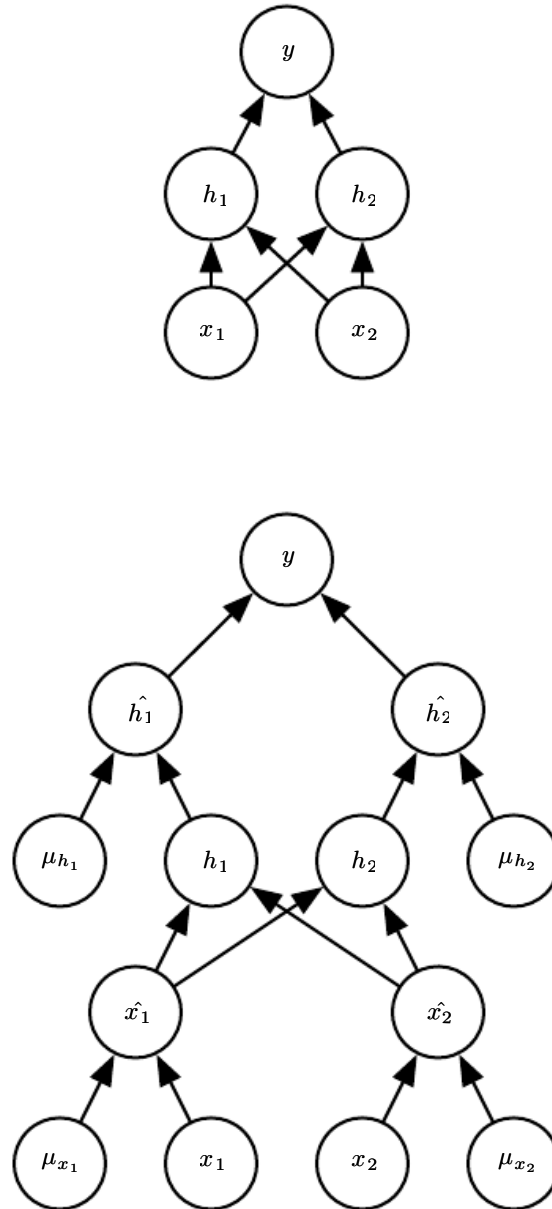 y
h₁ h₂
x₁ x₂
y
ĥ₁ ĥ₂
μ_{h₁} h₁ h₂ μ_{h₂}
x̂₁ x̂₂
μ_{x₁} x₁ x₂ μ_{x₂}